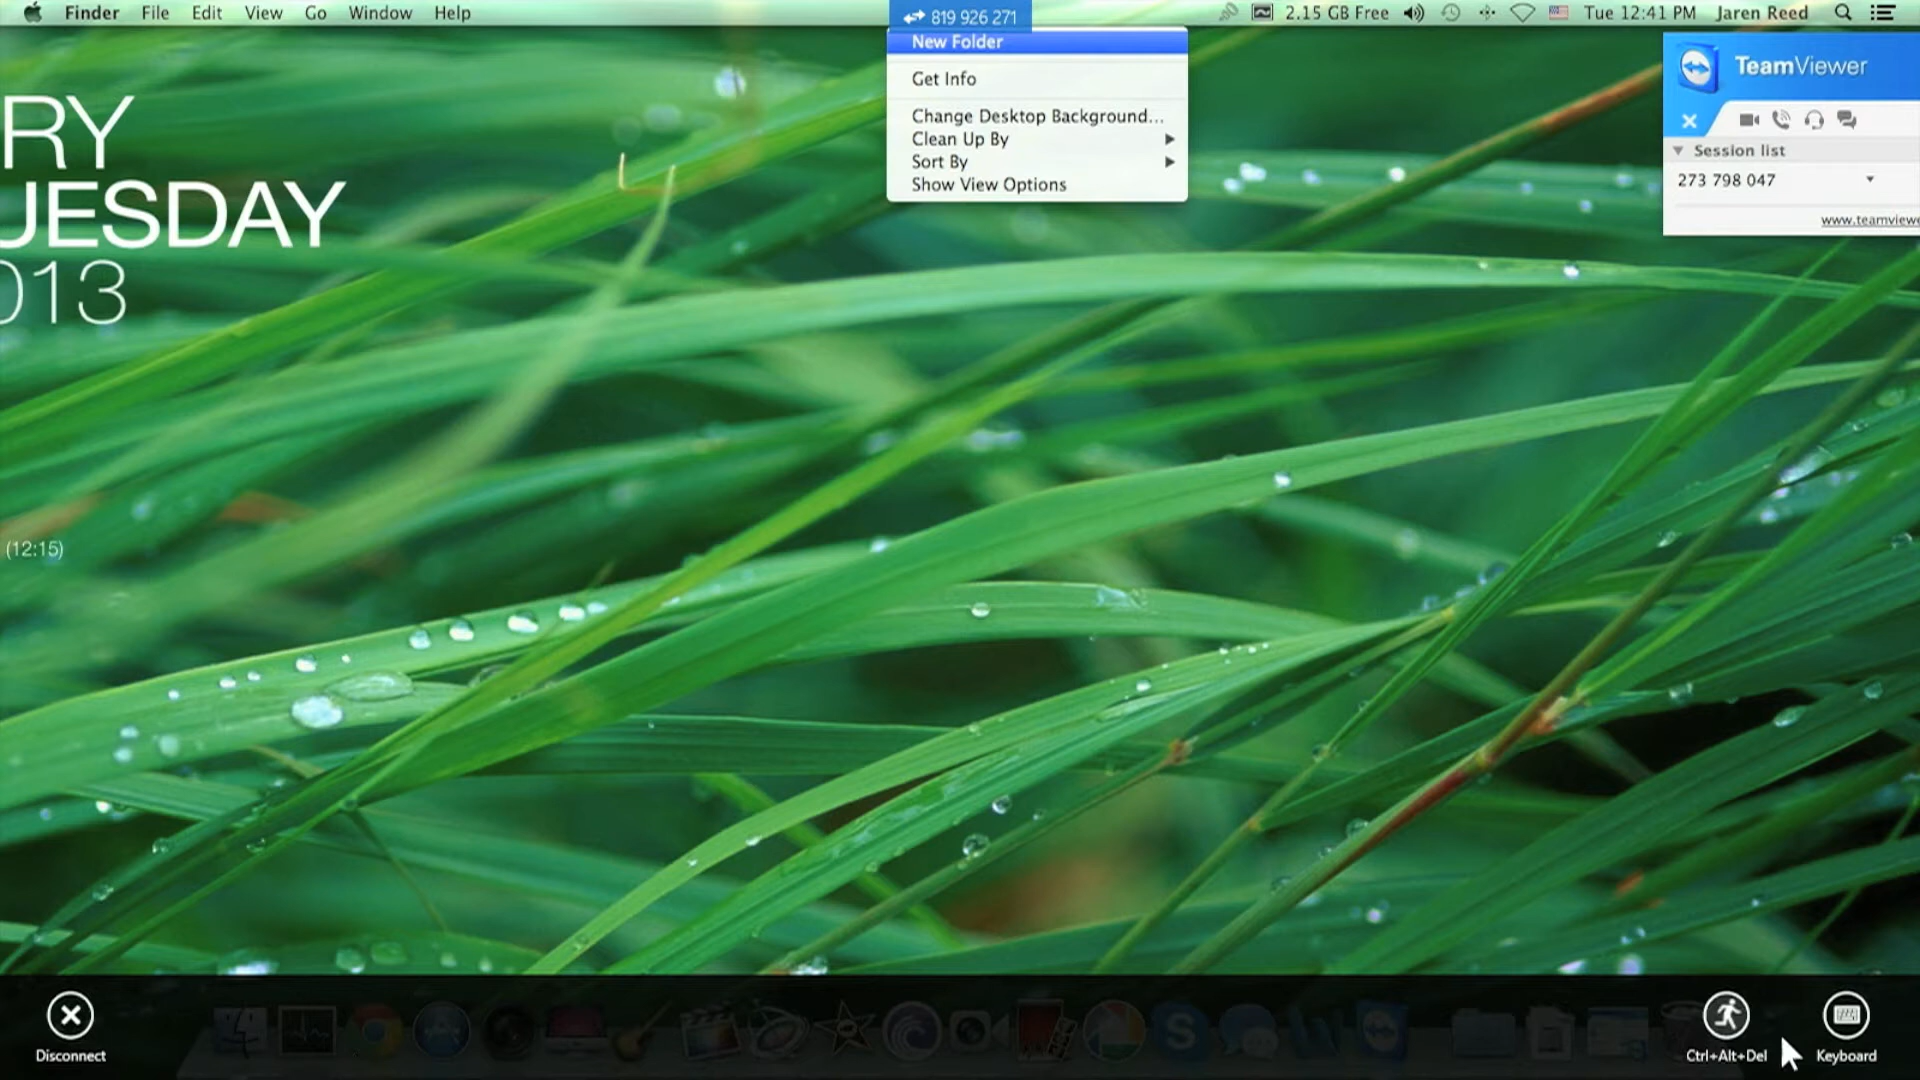 Finder File Edit View Go Window Help
819 926 271
2.15 GB Free Tue 12:41 PM Jaren Reed
New Folder
Get Info
Change Desktop Background...
Clean Up By
Sort By
Show View Options
TeamViewer
Session list
273 798 047
www.teamviewe
RY
UESDAY
013
(12:15)
Disconnect
Ctrl+Alt+Del
Keyboard